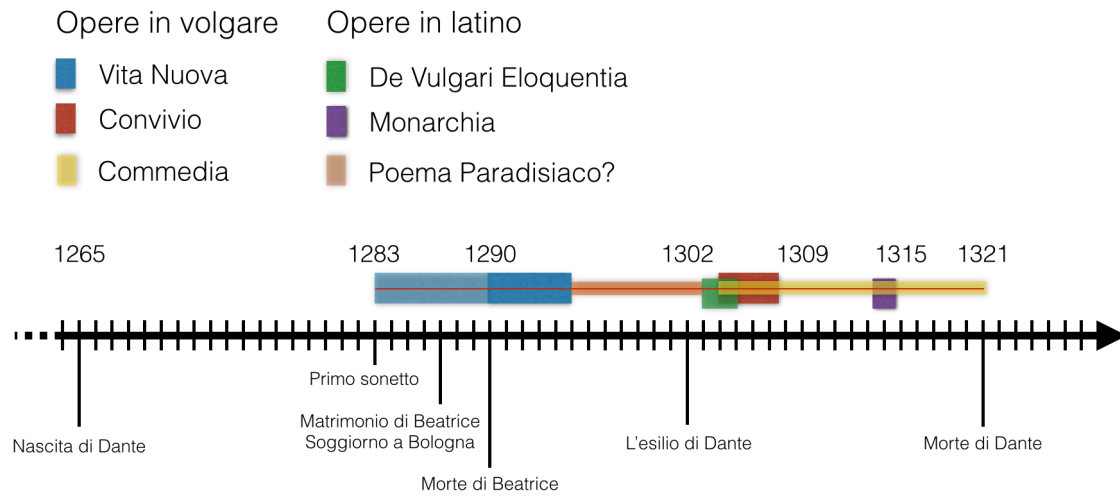 Opere in volgare
Opere in latino
Vita Nuova
De Vulgari Eloquentia
Convivio
Monarchia
Commedia
Poema Paradisiaco?
1265
1283
1290
1302
1309
1315
1321
Primo sonetto
Matrimonio di Beatrice
Soggiorno a Bologna
Nascita di Dante
L'esilio di Dante
Morte di Dante
Morte di Beatrice